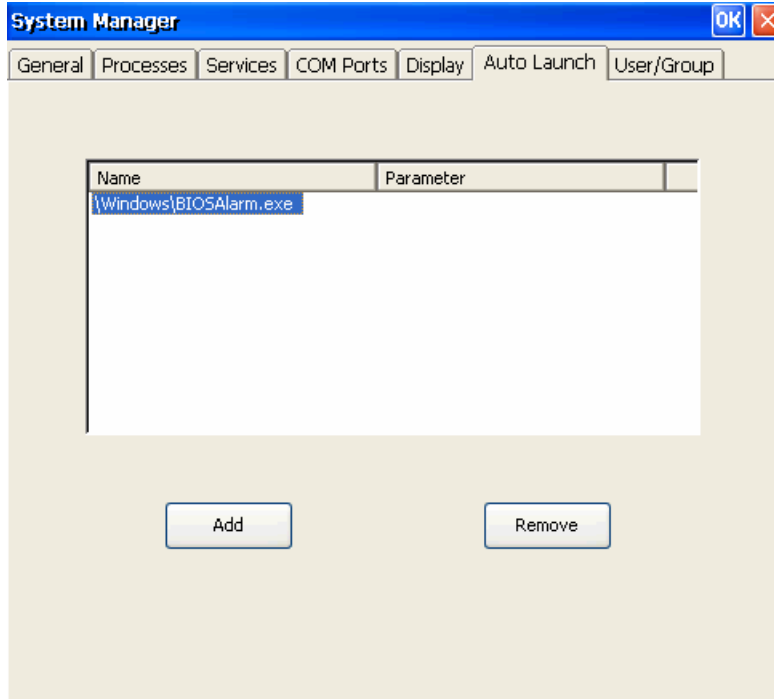 System Manager OK
General Processes Services COM Ports Display Auto Launch User/Group
Name Parameter
\Windows\BIOSAlarm.exe
Add Remove